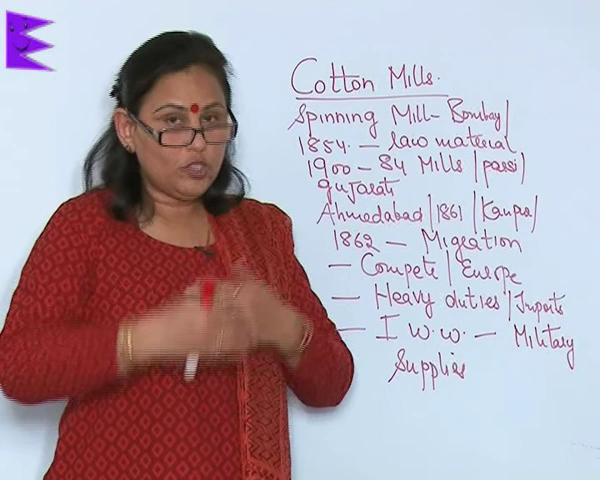 Cotton Mills.
Spinning Mill- Bombay/
1854. - law material
1900 - 84 Mills /parsi/
gujarati
Ahmedabad/1861/Kanpur/
1862 - Migration
- Compete/Europe
- Heavy duties/Imports
- I W.W. - Military
Supplies